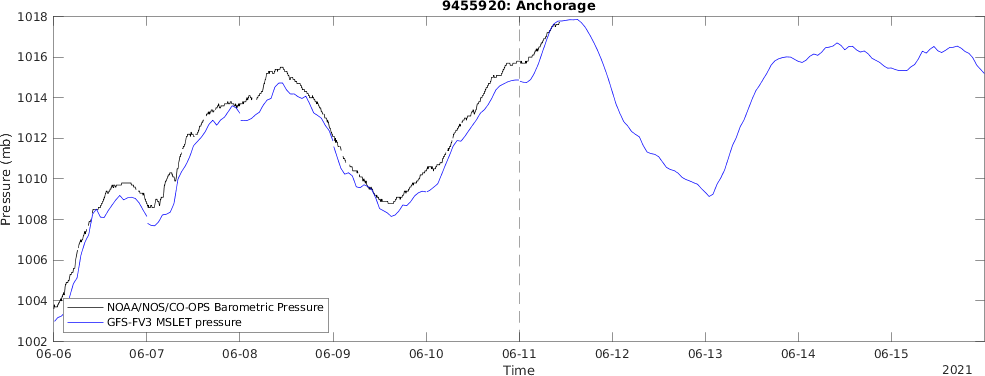 9455920: Anchorage
1018
1016
1014
1012
1010
1008
1006
1004
1002
Pressure (mb)
NOAA/NOS/CO-OPS Barometric Pressure
GFS-FV3 MSLET pressure
06-06 06-07 06-08 06-09 06-10 06-11 06-12 06-13 06-14 06-15
Time
2021